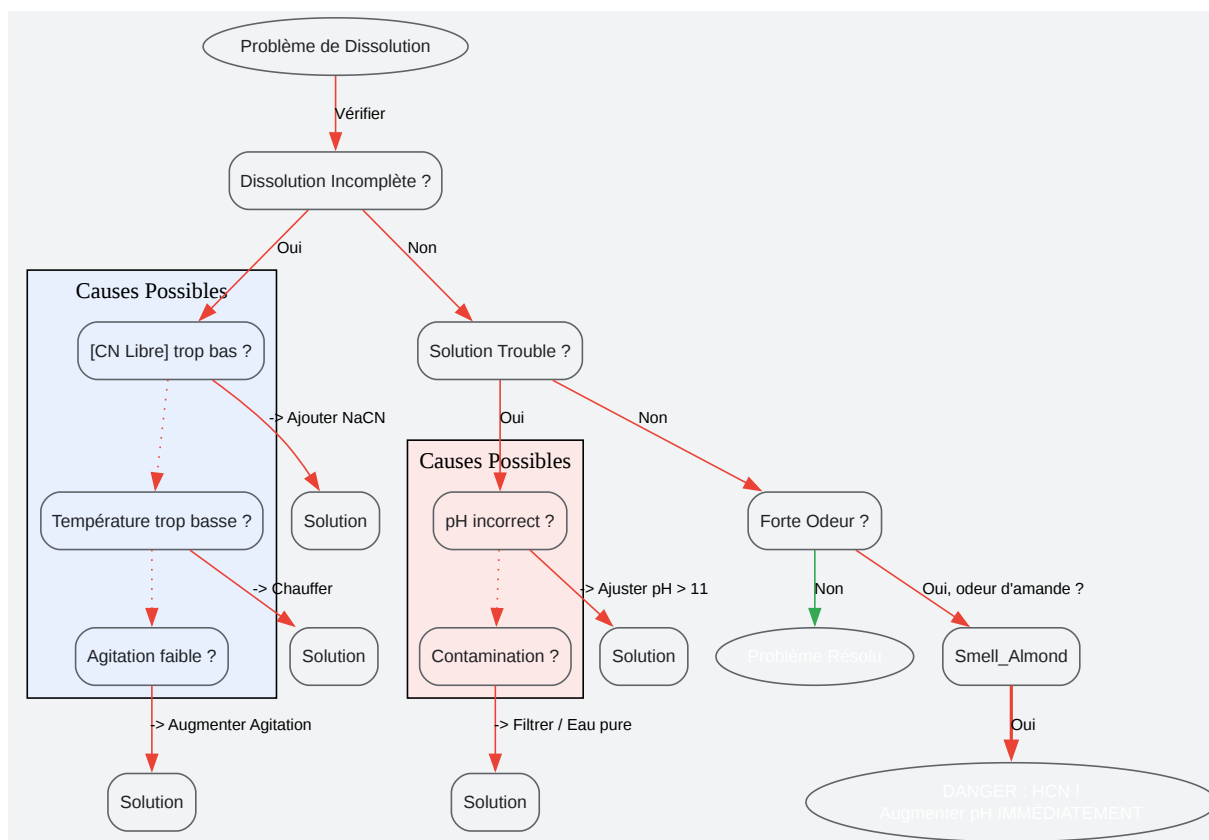 Problème de Dissolution
Vérifier
Dissolution Incomplète ?
Oui
Non
Causes Possibles
[CN Libre] trop bas ?
Solution Trouble ?
-> Ajouter NaCN
Oui
Non
Causes Possibles
Température trop basse ?
Solution
pH incorrect ?
Forte Odeur ?
-> Chauffer
-> Ajuster pH > 11
Non
Oui, odeur d'amande ?
Agitation faible ?
Solution
Contamination ?
Solution
Problème Résolu
Smell_Almond
-> Augmenter Agitation
-> Filtrer / Eau pure
Oui
Solution
Solution
DANGER : HCN !
Augmenter pH IMMÉDIATEMENT